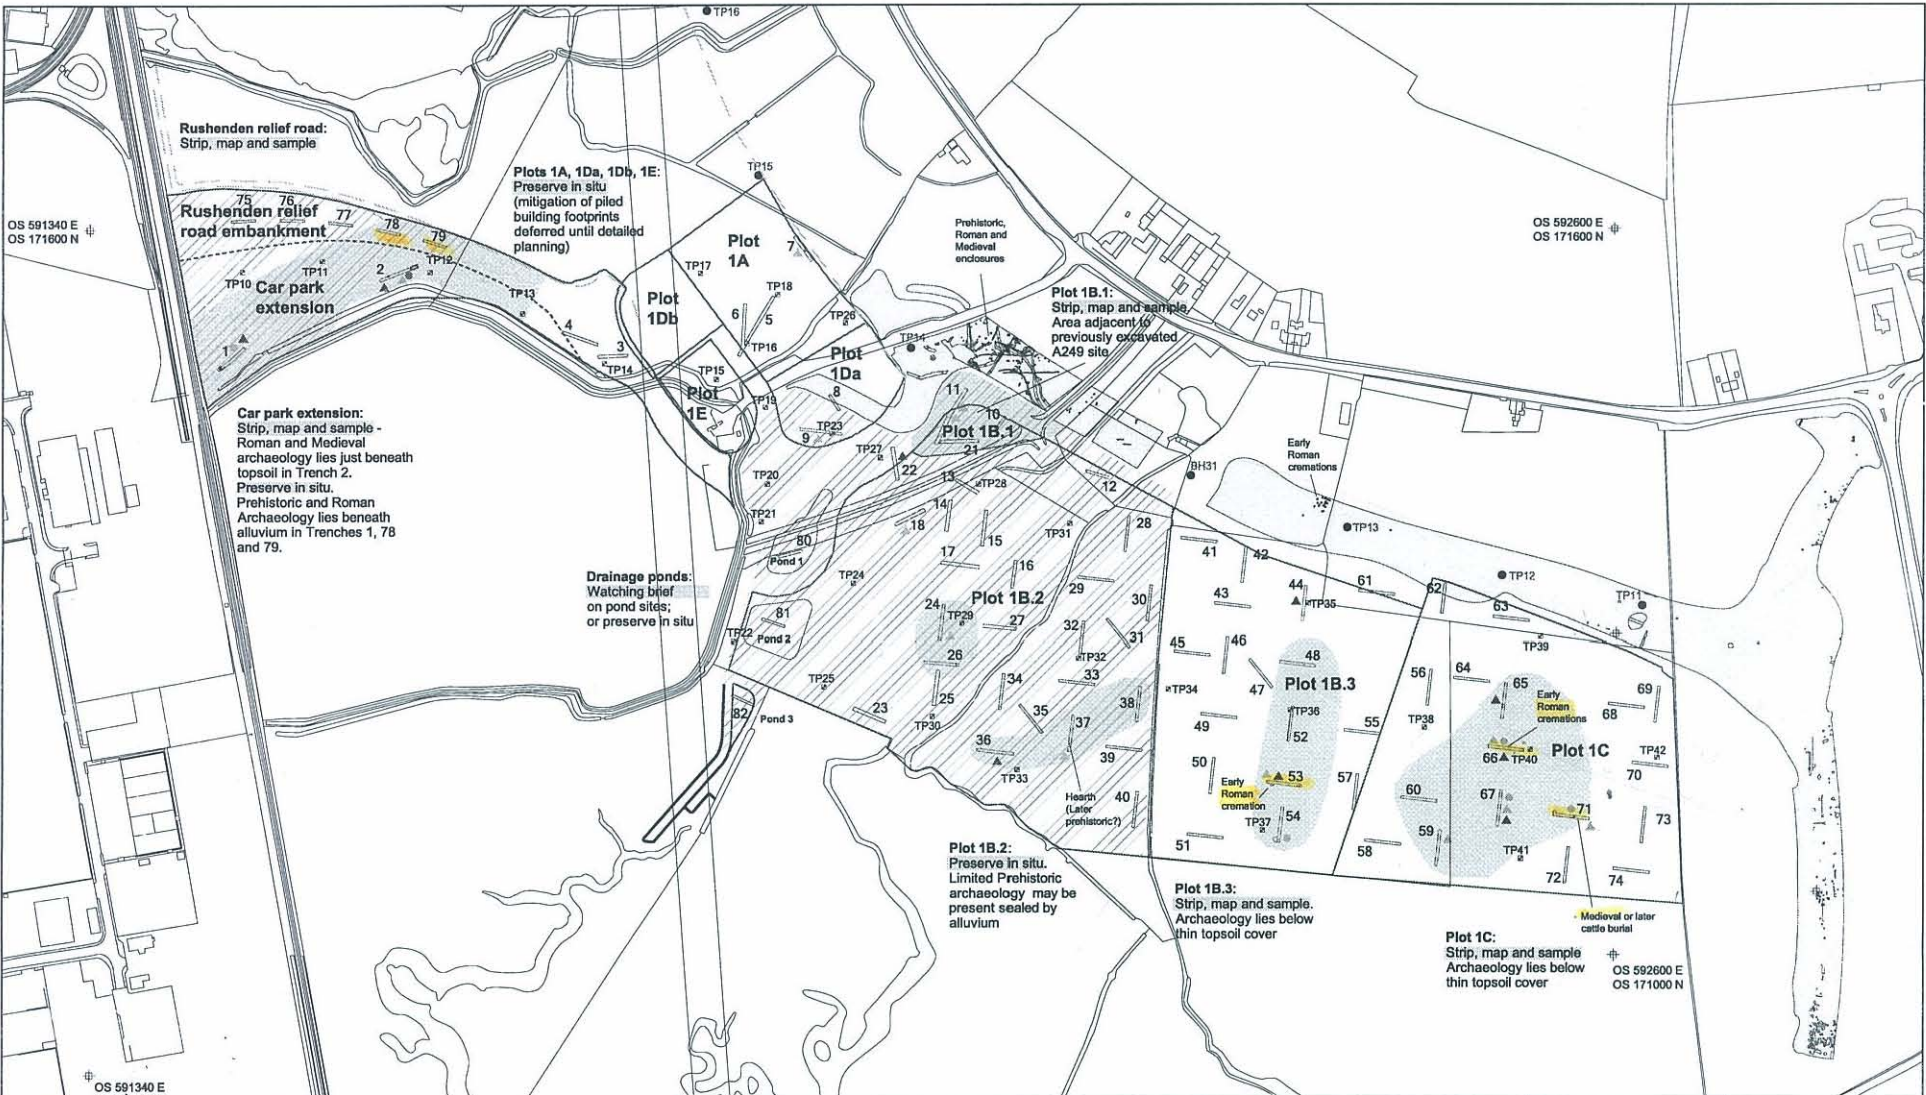 TP16
Rushenden relief road:
Strip, map and sample
Plots 1A, 1Da, 1Db, 1E:
Preserve in situ
(mitigation of piled
building footprints
deferred until detailed
planning)
TP15
OS 591340 E
OS 171600 N
75
76
77
78
79
Rushenden relief
road embankment
TP10
TP11
TP12
TP13
2
Car park
extension
1
4
3
TP14
Plot
1A
7
TP17
TP18
6
5
TP16
TP26
Plot
1Db
TP15
Plot
1E
Plot
1Da
TP14
Prehistoric,
Roman and
Medieval
enclosures
Plot 1B.1:
Strip, map and sample.
Area adjacent to
previously excavated
A249 site
OS 592600 E
OS 171600 N
Car park extension:
Strip, map and sample -
Roman and Medieval
archaeology lies just beneath
topsoil in Trench 2.
Preserve in situ.
Prehistoric and Roman
Archaeology lies beneath
alluvium in Trenches 1, 78
and 79.
TP19
8
9
TP23
11
10
Plot 1B.1
21
TP27
22
TP20
TP21
13
TP28
12
BH31
Early
Roman
cremations
TP13
TP12
TP11
14
18
15
17
16
TP31
28
80
Pond 1
TP24
Drainage ponds:
Watching brief
on pond sites;
or preserve in situ
81
Pond 2
TP22
TP25
82
Pond 3
Plot 1B.2
24
TP29
27
26
25
TP30
23
29
30
31
32
TP32
33
34
35
36
TP33
37
38
39
40
Hearth
(Later
prehistoric?)
41
42
43
44
TP35
45
46
47
48
Plot 1B.3
TP34
TP36
49
52
50
53
Early
Roman
cremation
TP37
54
51
55
57
61
62
63
TP39
56
64
65
TP38
Early
Roman
cremations
Plot 1C
66
TP40
69
68
TP42
70
60
67
71
59
73
58
TP41
72
74
Medieval or later
cattle burial
Plot 1B.2:
Preserve in situ.
Limited Prehistoric
archaeology may be
present sealed by
alluvium
Plot 1B.3:
Strip, map and sample.
Archaeology lies below
thin topsoil cover
Plot 1C:
Strip, map and sample
Archaeology lies below
thin topsoil cover
OS 592600 E
OS 171000 N
OS 591340 E